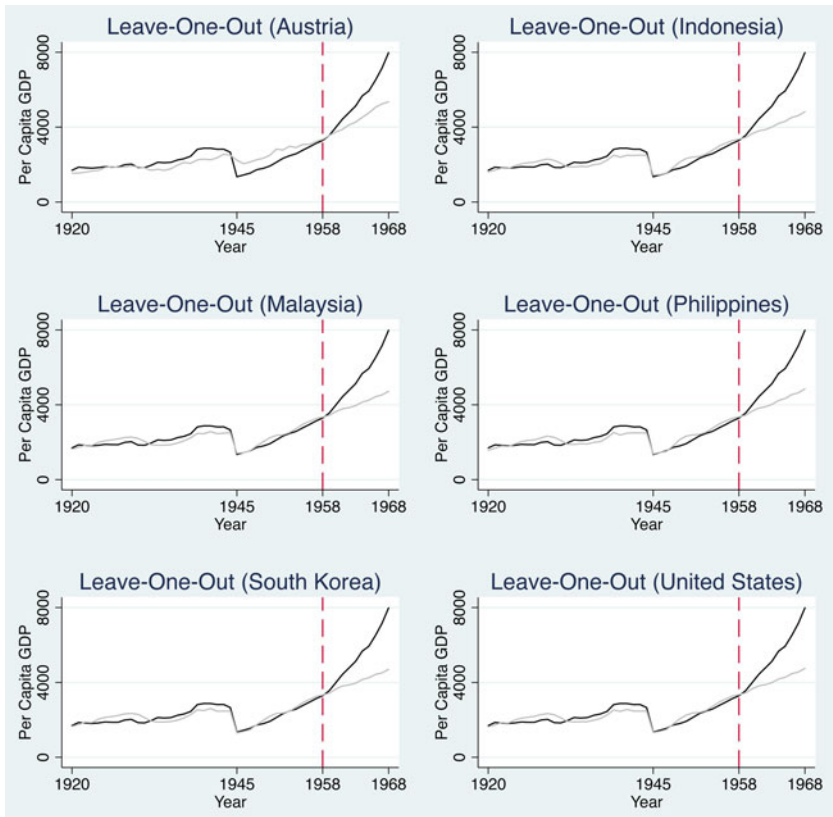 Leave-One-Out (Austria)
Per Capita GDP
8000
4000
0
1920
1945
1958
1968
Year
Leave-One-Out (Indonesia)
Per Capita GDP
8000
4000
0
1920
1945
1958
1968
Year
Leave-One-Out (Malaysia)
Per Capita GDP
8000
4000
0
1920
1945
1958
1968
Year
Leave-One-Out (Philippines)
Per Capita GDP
8000
4000
0
1920
1945
1958
1968
Year
Leave-One-Out (South Korea)
Per Capita GDP
8000
4000
0
1920
1945
1958
1968
Year
Leave-One-Out (United States)
Per Capita GDP
8000
4000
0
1920
1945
1958
1968
Year